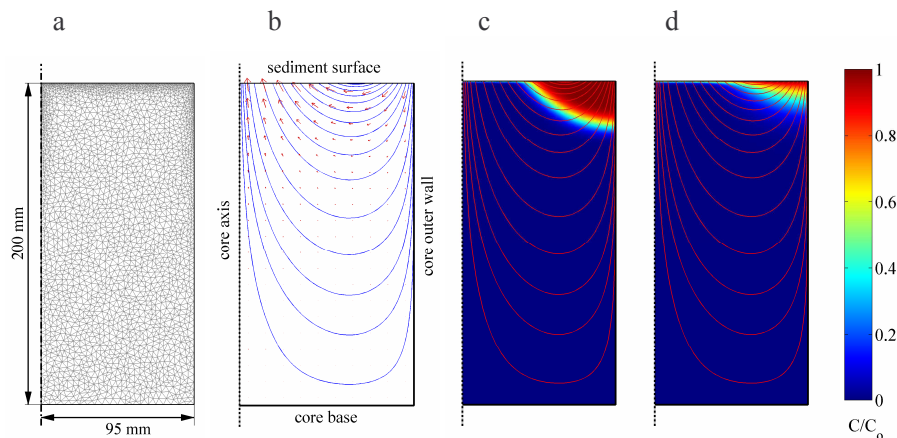 a
b
c
d
sediment surface
core axis
core outer wall
core base
200 mm
95 mm
1
0.8
0.6
0.4
0.2
0
C/Co